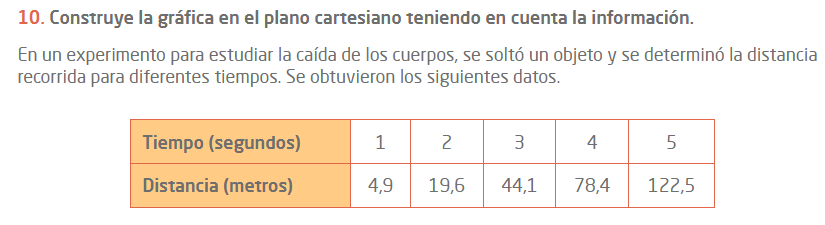 10. Construye la gráfica en el plano cartesiano teniendo en cuenta la información.
En un experimento para estudiar la caída de los cuerpos, se soltó un objeto y se determinó la distancia
recorrida para diferentes tiempos. Se obtuvieron los siguientes datos.
Tiempo (segundos) 1 2 3 4 5
Distancia (metros) 4,9 19,6 44,1 78,4 122,5